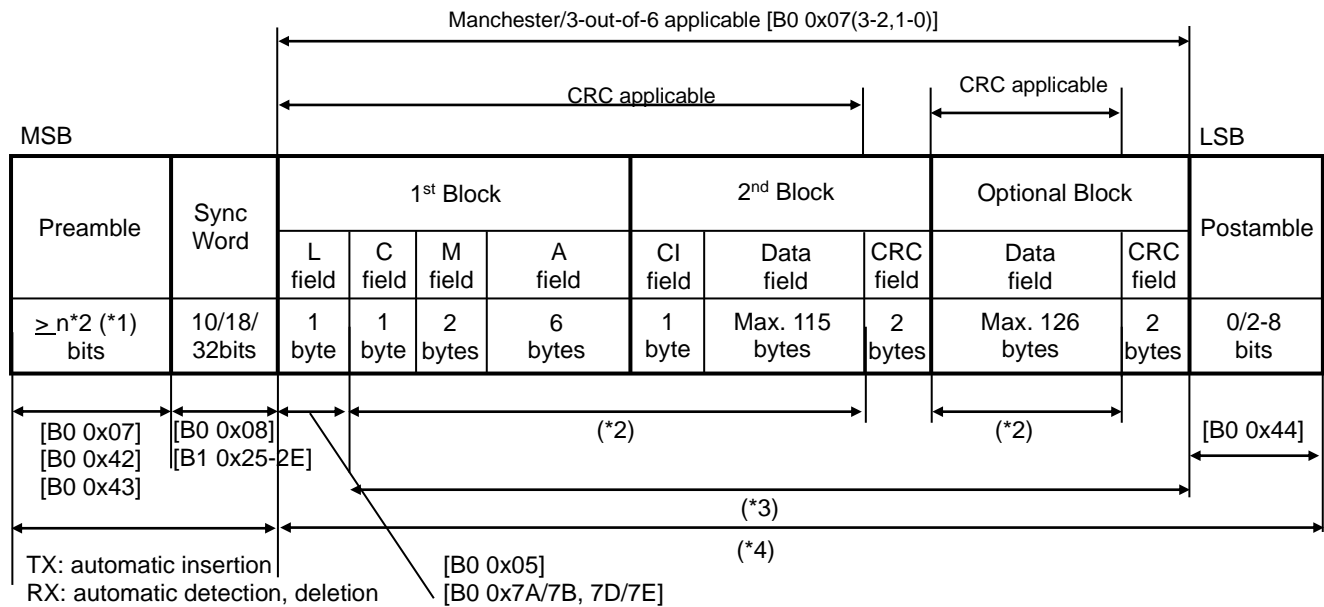 Manchester/3-out-of-6 applicable [B0 0x07(3-2,1-0)]
CRC applicable
CRC applicable
MSB
LSB
Preamble
Sync
Word
1st Block
2nd Block
Optional Block
Postamble
L
field
C
field
M
field
A
field
CI
field
Data
field
CRC
field
Data
field
CRC
field
> n*2 (*1)
bits
10/18/
32bits
1
byte
1
byte
2
bytes
6
bytes
1
byte
Max. 115
bytes
2
bytes
Max. 126
bytes
2
bytes
0/2-8
bits
[B0 0x07]
[B0 0x42]
[B0 0x43]
[B0 0x08]
[B1 0x25-2E]
(*2)
(*2)
[B0 0x44]
(*3)
(*4)
TX: automatic insertion
RX: automatic detection, deletion
[B0 0x05]
[B0 0x7A/7B, 7D/7E]